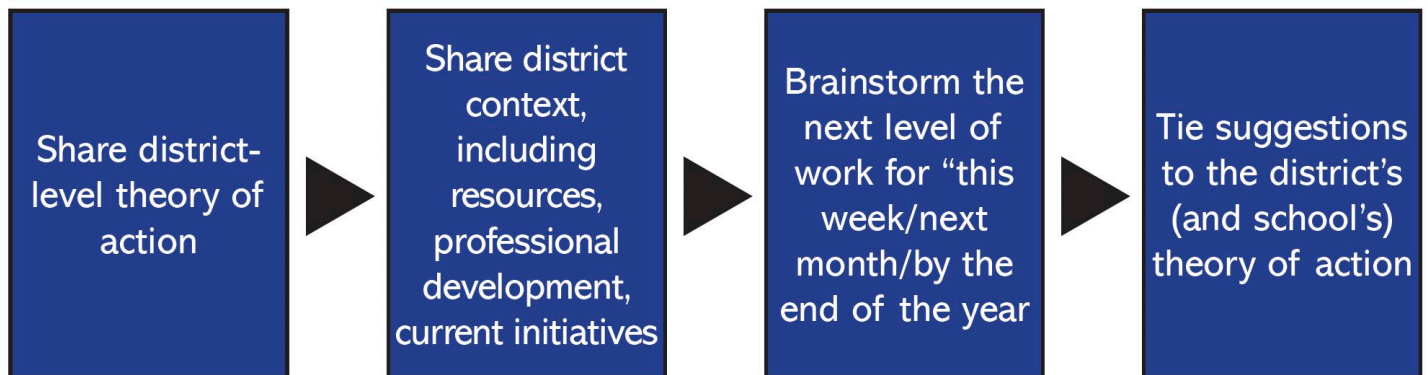 Share district-
level theory of
action
Share district
context,
including
resources,
professional
development,
current initiatives
Brainstorm the
next level of
work for “this
week/next
month/by the
end of the year
Tie suggestions
to the district’s
(and school’s)
theory of action